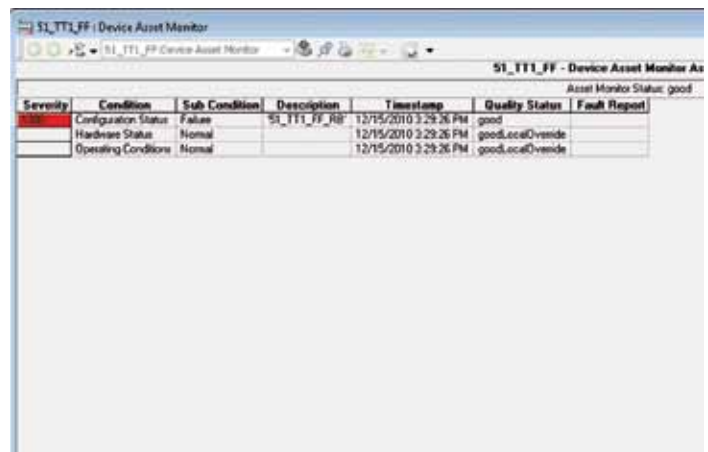 51_TT1_FF : Device Asset Monitor
51_TT1_FF:Device Asset Monitor
51_TT1_FF - Device Asset Monitor As
Asset Monitor Status: good
Severity Condition Sub Condition Description Timestamp Quality Status Fault Report
Configuration Status Failure '51_TT1_FF_RB' 12/15/2010 3:29:26 PM good
Hardware Status Normal 12/15/2010 3:29:26 PM goodLocalOverride
Operating Conditions Normal 12/15/2010 3:29:26 PM goodLocalOverride